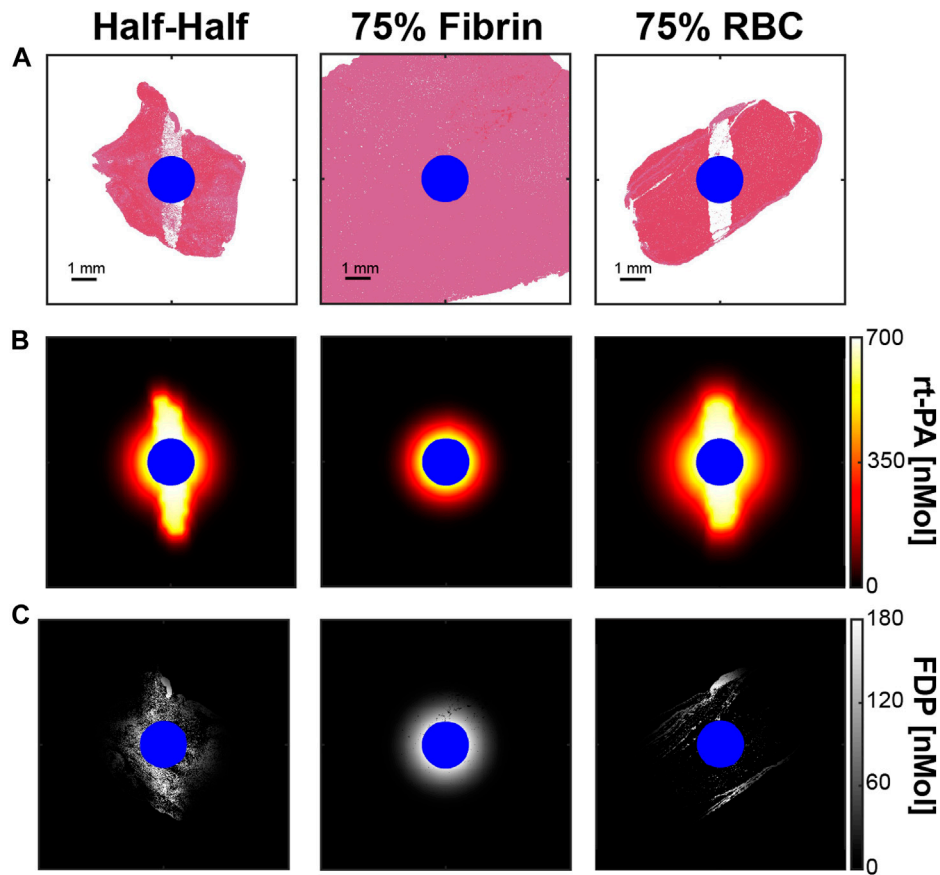 Half-Half 75% Fibrin 75% RBC
A
1 mm 1 mm 1 mm
B
700
350
0
rt-PA [nMol]
C
180
120
60
0
FDP [nMol]